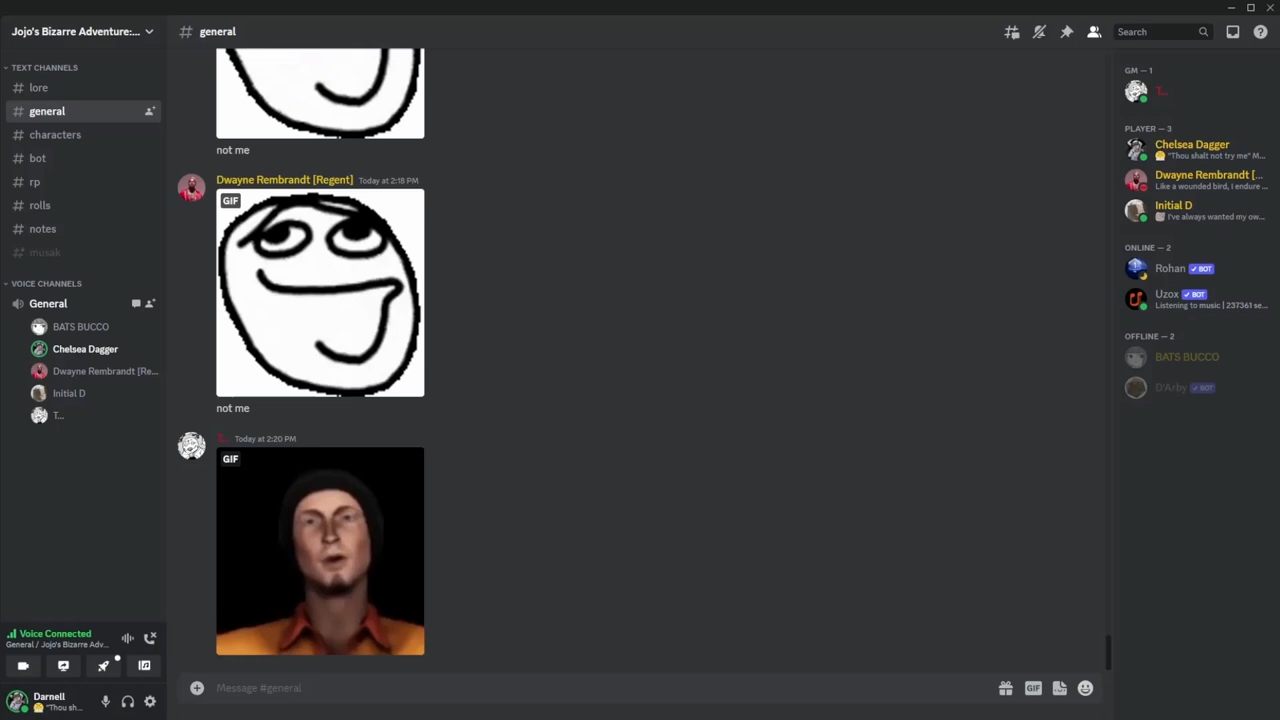 Jojo's Bizarre Adventure:...
TEXT CHANNELS
lore
general
characters
bot
rp
rolls
notes
musak
VOICE CHANNELS
General
BATS BUCCO
Chelsea Dagger
Dwayne Rembrandt [Re...
Initial D
T...
Voice Connected
General / Jojo's Bizarre Adv...
Darnell
"Thou sh...
# general
Search
not me
Dwayne Rembrandt [Regent] Today at 2:18 PM
GIF
not me
T... Today at 2:20 PM
GIF
Message #general
GIF
GM — 1
T...
PLAYER — 3
Chelsea Dagger
"Thou shalt not try me" M...
Dwayne Rembrandt [...
Like a wounded bird, I endure ...
Initial D
I've always wanted my ow...
ONLINE — 2
Rohan BOT
Uzox BOT
Listening to music | 237361 se...
OFFLINE — 2
BATS BUCCO
D'Arby BOT